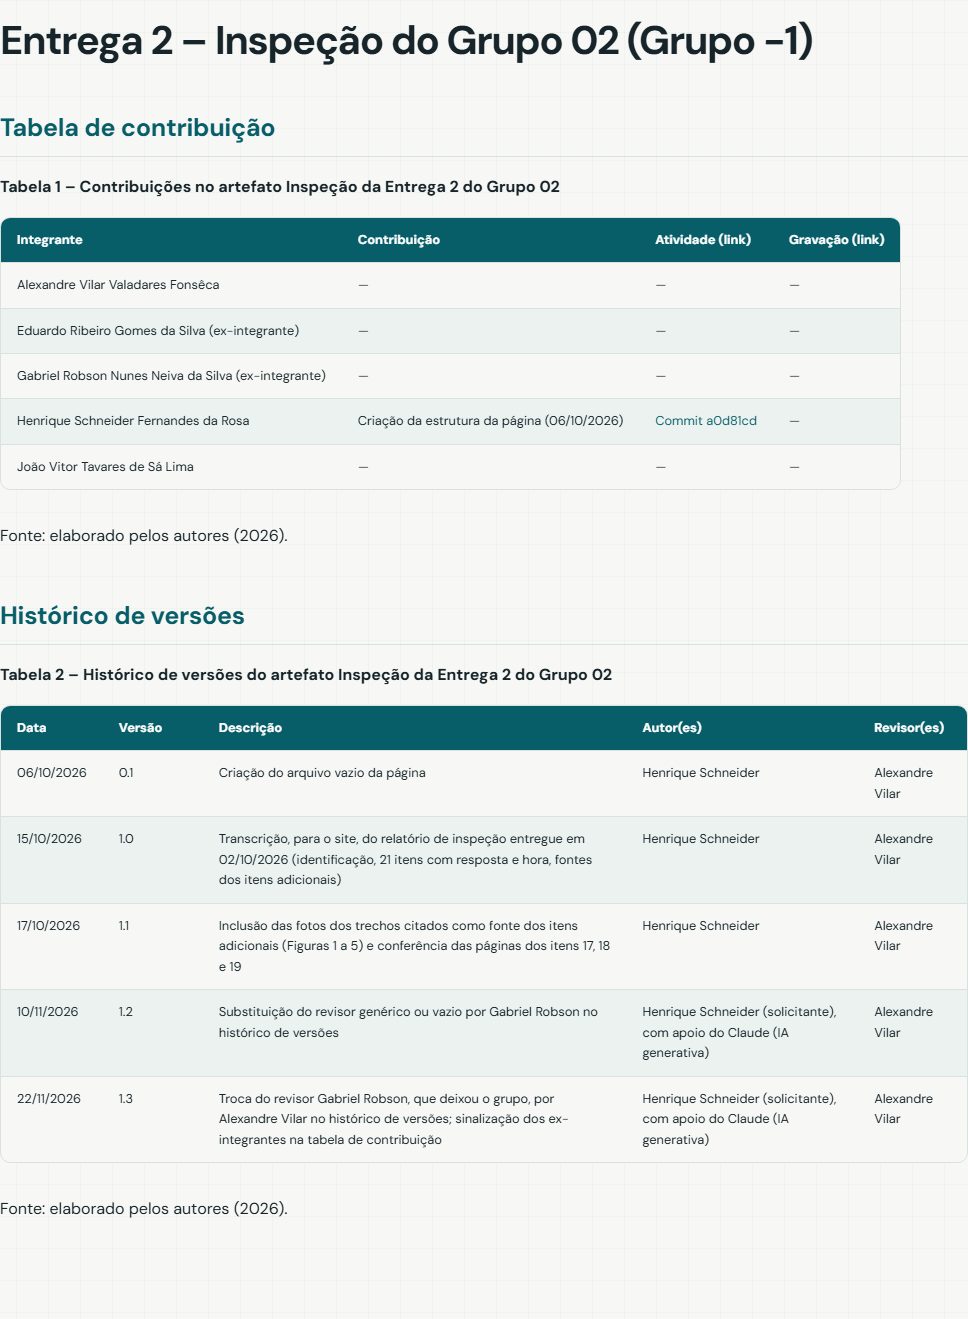 Entrega 2 – Inspeção do Grupo 02 (Grupo -1)
Tabela de contribuição
Tabela 1 – Contribuições no artefato Inspeção da Entrega 2 do Grupo 02
Integrante Contribuição Atividade (link) Gravação (link)
Alexandre Vilar Valadares Fonsêca — — —
Eduardo Ribeiro Gomes da Silva (ex-integrante) — — —
Gabriel Robson Nunes Neiva da Silva (ex-integrante) — — —
Henrique Schneider Fernandes da Rosa Criação da estrutura da página (06/10/2026) Commit a0d81cd —
João Vitor Tavares de Sá Lima — — —
Fonte: elaborado pelos autores (2026).
Histórico de versões
Tabela 2 – Histórico de versões do artefato Inspeção da Entrega 2 do Grupo 02
Data Versão Descrição Autor(es) Revisor(es)
06/10/2026 0.1 Criação do arquivo vazio da página Henrique Schneider Alexandre
Vilar
15/10/2026 1.0 Transcrição, para o site, do relatório de inspeção entregue em Henrique Schneider Alexandre
02/10/2026 (identificação, 21 itens com resposta e hora, fontes Vilar
dos itens adicionais)
17/10/2026 1.1 Inclusão das fotos dos trechos citados como fonte dos itens Henrique Schneider Alexandre
adicionais (Figuras 1 a 5) e conferência das páginas dos itens 17, 18 Vilar
e 19
10/11/2026 1.2 Substituição do revisor genérico ou vazio por Gabriel Robson no Henrique Schneider (solicitante), Alexandre
histórico de versões com apoio do Claude (IA Vilar
generativa)
22/11/2026 1.3 Troca do revisor Gabriel Robson, que deixou o grupo, por Henrique Schneider (solicitante), Alexandre
Alexandre Vilar no histórico de versões; sinalização dos ex- com apoio do Claude (IA Vilar
integrantes na tabela de contribuição generativa)
Fonte: elaborado pelos autores (2026).